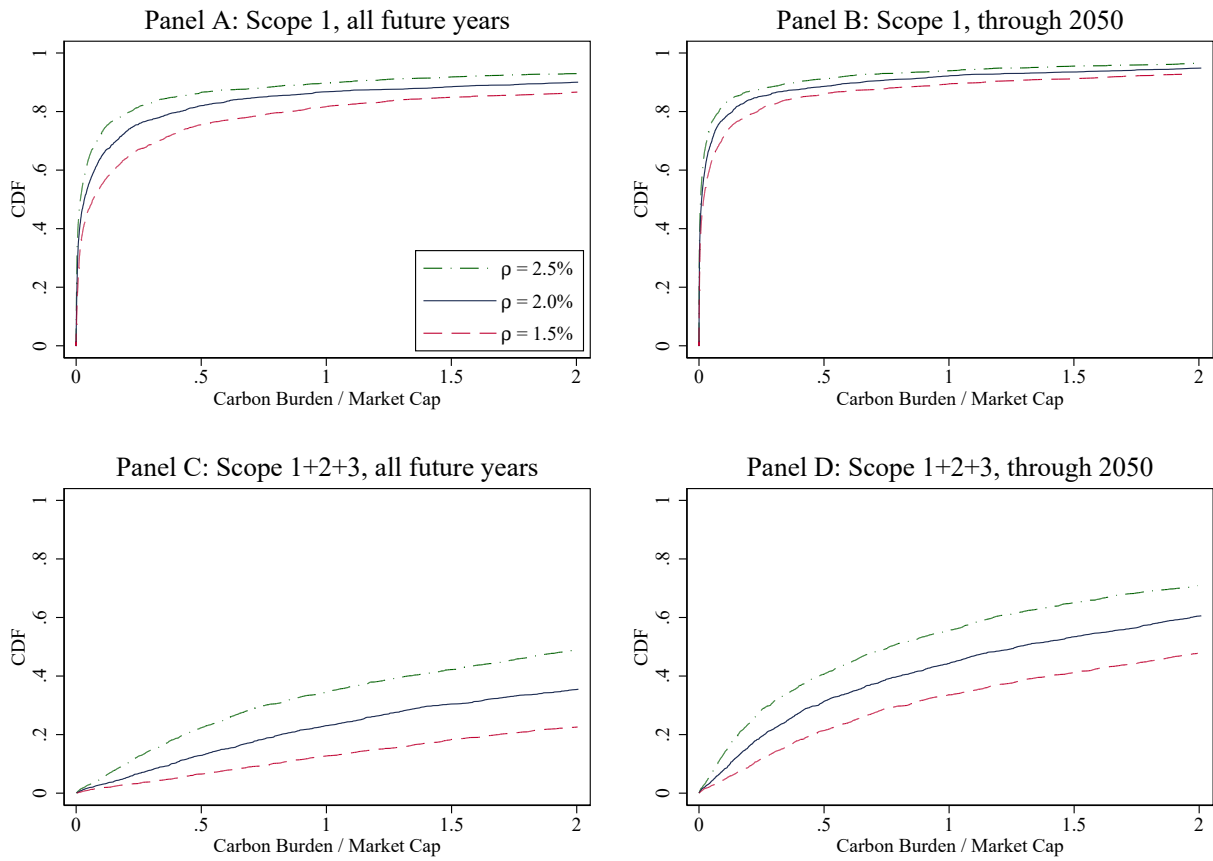 Panel A: Scope 1, all future years
1
.8
.6
.4
.2
0
CDF
0
.5
1
1.5
2
Carbon Burden / Market Cap
ρ = 2.5%
ρ = 2.0%
ρ = 1.5%
Panel B: Scope 1, through 2050
1
.8
.6
.4
.2
0
CDF
0
.5
1
1.5
2
Carbon Burden / Market Cap
Panel C: Scope 1+2+3, all future years
1
.8
.6
.4
.2
0
CDF
0
.5
1
1.5
2
Carbon Burden / Market Cap
Panel D: Scope 1+2+3, through 2050
1
.8
.6
.4
.2
0
CDF
0
.5
1
1.5
2
Carbon Burden / Market Cap